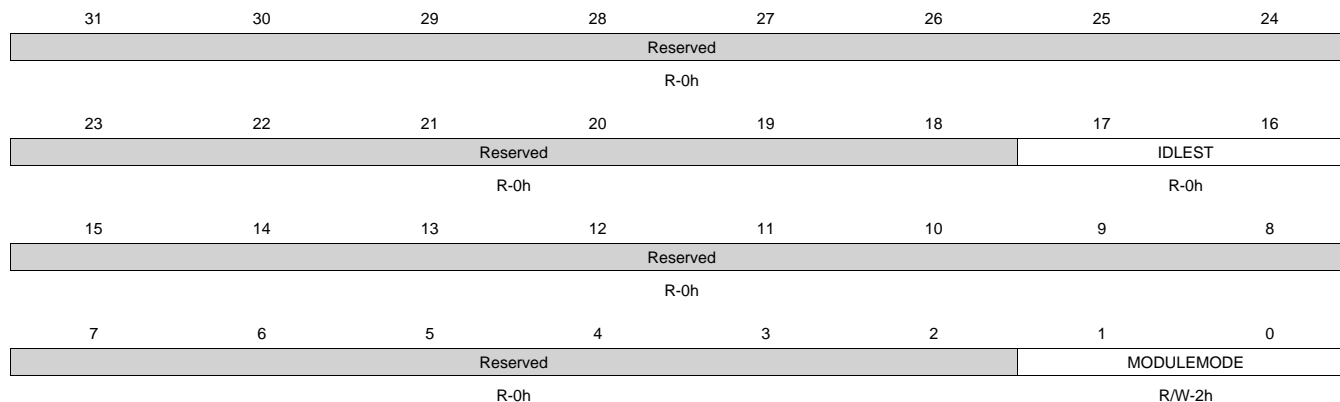 31 30 29 28 27 26 25 24
Reserved
R-0h
23 22 21 20 19 18 17 16
Reserved IDLEST
R-0h R-0h
15 14 13 12 11 10 9 8
Reserved
R-0h
7 6 5 4 3 2 1 0
Reserved MODULEMODE
R-0h R/W-2h